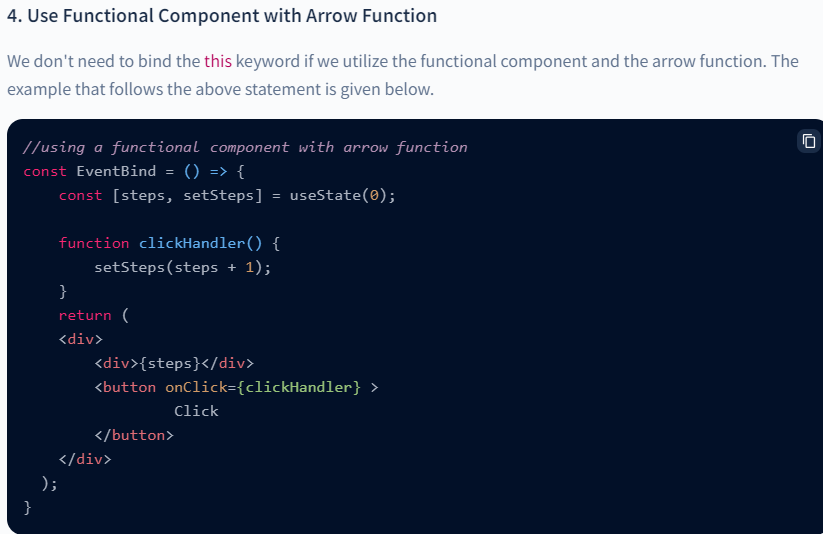 4. Use Functional Component with Arrow Function
We don't need to bind the this keyword if we utilize the functional component and the arrow function. The
example that follows the above statement is given below.
//using a functional component with arrow function
const EventBind = () => {
    const [steps, setSteps] = useState(0);

    function clickHandler() {
        setSteps(steps + 1);
    }
    return (
    <div>
        <div>{steps}</div>
        <button onClick={clickHandler} >
                 Click
        </button>
    </div>
  );
}